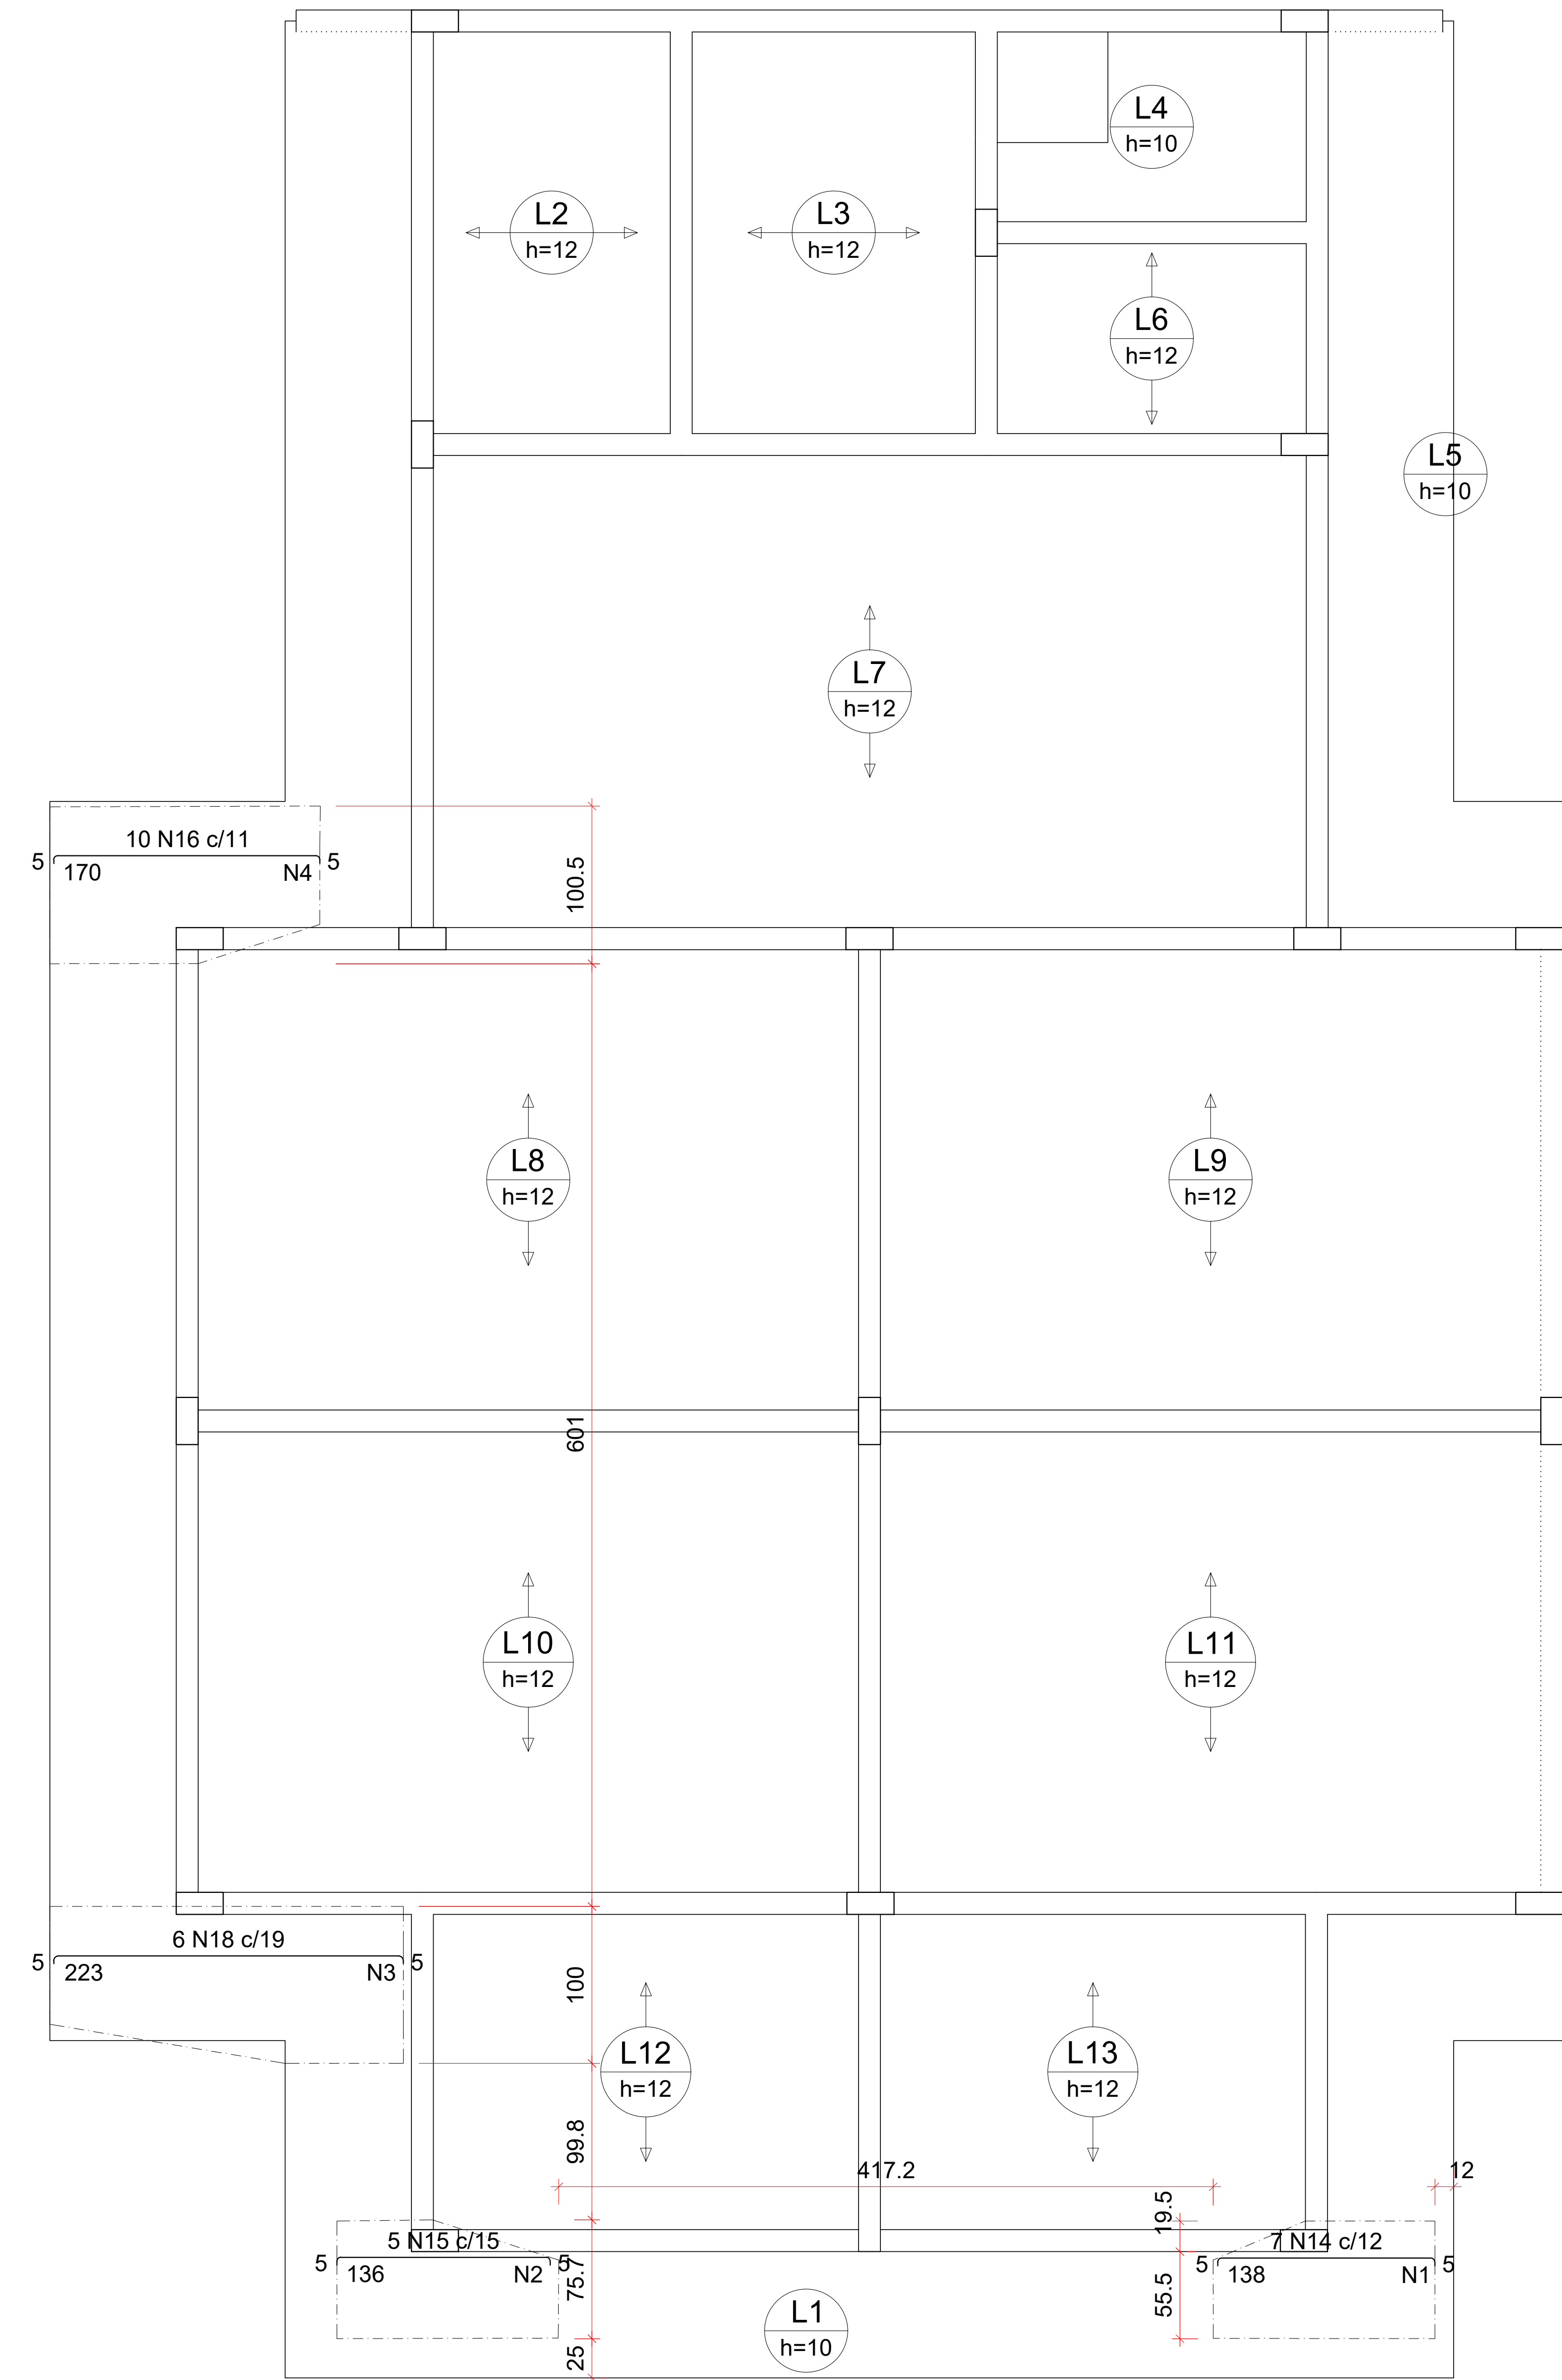 L4
h=10
L2
h=12
L3
h=12
L6
h=12
L5
h=10
L7
h=12
10 N16 c/11
5
170
N4
5
100.5
L8
h=12
L9
h=12
601
L10
h=12
L11
h=12
6 N18 c/19
5
223
N3
5
100
L12
h=12
L13
h=12
99.8
417.2
12
19.5
5 N15 c/15
5
136
N2
5
75.7
7 N14 c/12
5
138
N1
5
55.5
L1
h=10
25